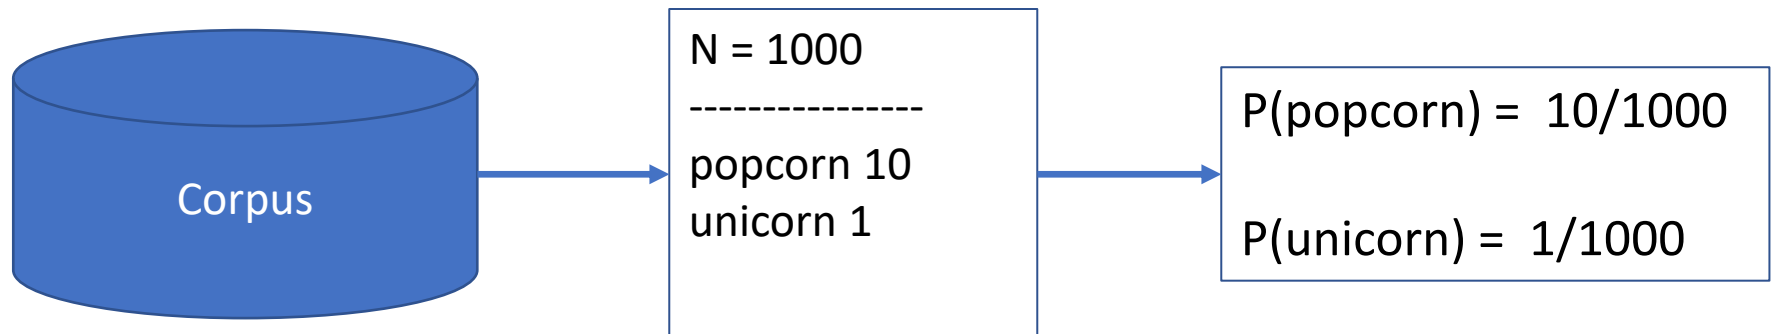 Corpus
N = 1000
----------------
popcorn 10
unicorn 1
P(popcorn) = 10/1000
P(unicorn) = 1/1000